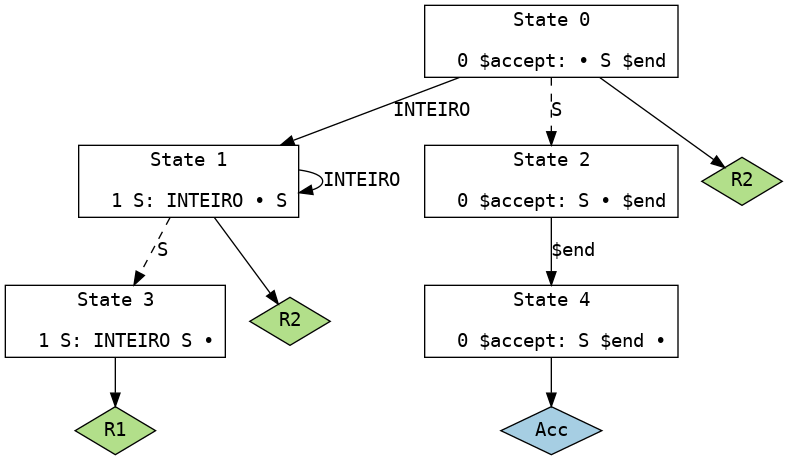 State 0
0 $accept: • S $end
INTEIRO
S
State 1
1 S: INTEIRO • S
INTEIRO
State 2
0 $accept: S • $end
R2
S
$end
State 3
1 S: INTEIRO S •
R2
State 4
0 $accept: S $end •
R1
Acc